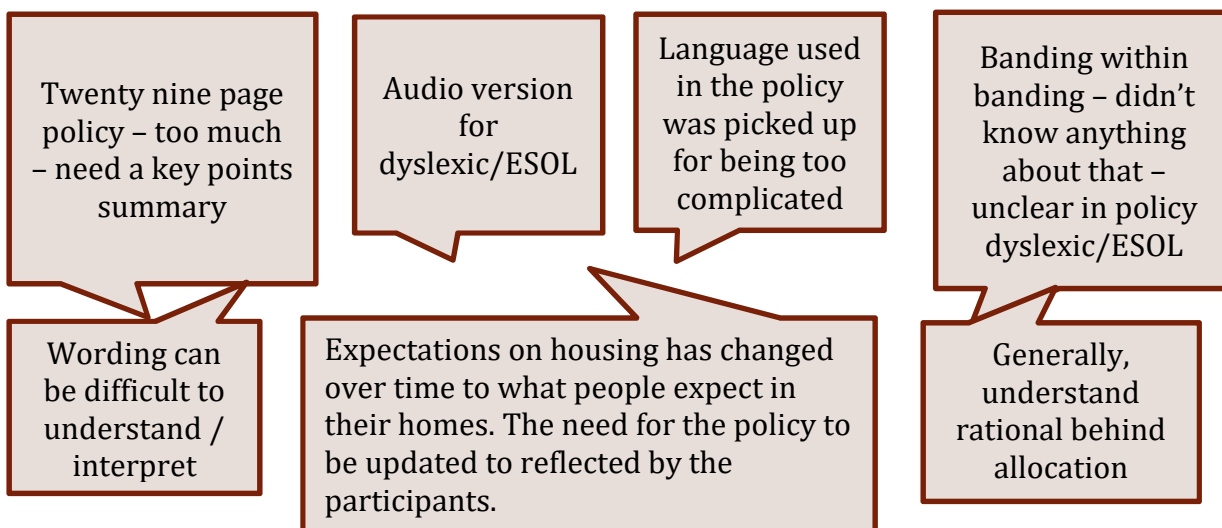 Twenty nine page
policy – too much
– need a key points
summary
Audio version
for
dyslexic/ESOL
Language used
in the policy
was picked up
for being too
complicated
Banding within
banding – didn’t
know anything
about that –
unclear in policy
dyslexic/ESOL
Wording can
be difficult to
understand /
interpret
Expectations on housing has changed
over time to what people expect in
their homes. The need for the policy to
be updated to reflected by the
participants.
Generally,
understand
rational behind
allocation